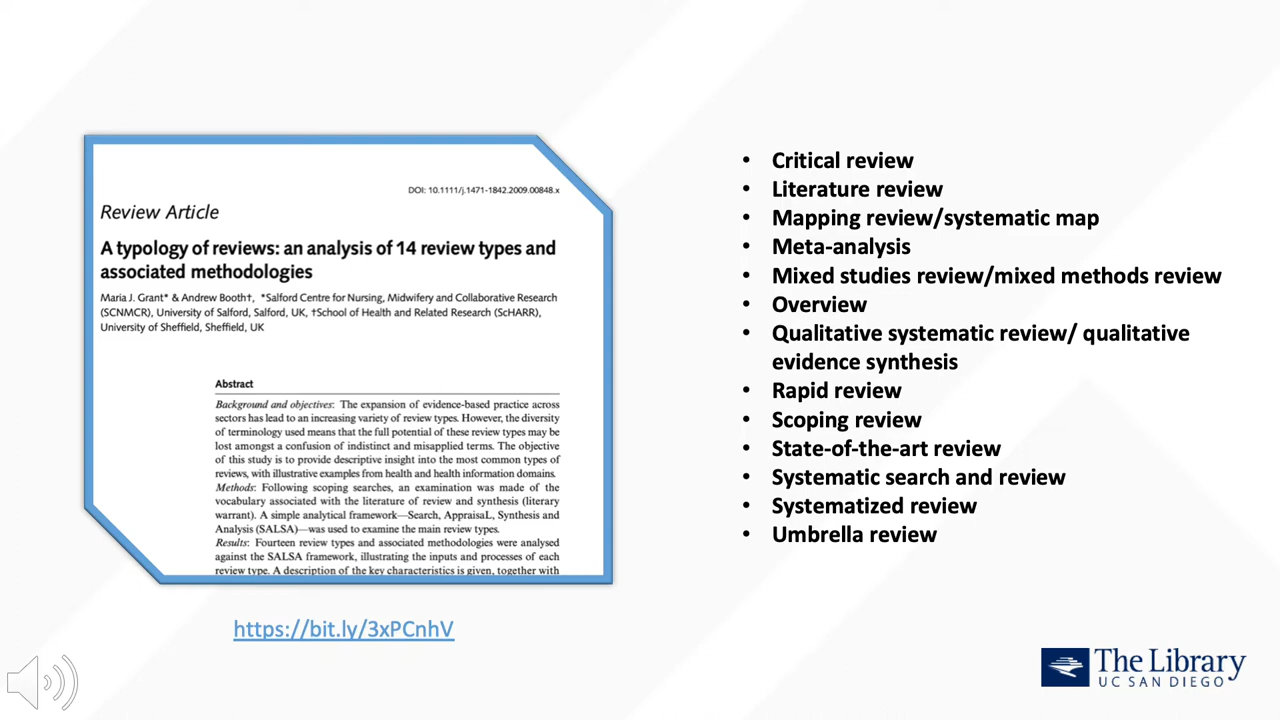 DOI: 10.1111/j.1471-1842.2009.00848.x
Review Article
A typology of reviews: an analysis of 14 review types and
associated methodologies
Maria J. Grant* & Andrew Booth†, *Salford Centre for Nursing, Midwifery and Collaborative Research
(SCNMCR), University of Salford, Salford, UK, †School of Health and Related Research (ScHARR),
University of Sheffield, Sheffield, UK
Abstract
Background and objectives: The expansion of evidence-based practice across
sectors has lead to an increasing variety of review types. However, the diversity
of terminology used means that the full potential of these review types may be
lost amongst a confusion of indistinct and misapplied terms. The objective
of this study is to provide descriptive insight into the most common types of
reviews, with illustrative examples from health and health information domains.
Methods: Following scoping searches, an examination was made of the
vocabulary associated with the literature of review and synthesis (literary
warrant). A simple analytical framework—Search, AppraisaL, Synthesis and
Analysis (SALSA)—was used to examine the main review types.
Results: Fourteen review types and associated methodologies were analysed
against the SALSA framework, illustrating the inputs and processes of each
review type. A description of the key characteristics is given, together with
https://bit.ly/3xPCnhV
• Critical review
• Literature review
• Mapping review/systematic map
• Meta-analysis
• Mixed studies review/mixed methods review
• Overview
• Qualitative systematic review/ qualitative
evidence synthesis
• Rapid review
• Scoping review
• State-of-the-art review
• Systematic search and review
• Systematized review
• Umbrella review
The Library
UC SAN DIEGO